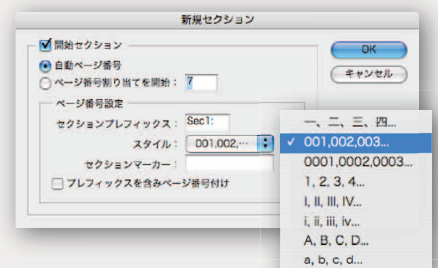 新規セクション
開始セクション
OK
自動ページ番号
キャンセル
ページ番号割り当てを開始： 7
ページ番号設定
セクションプレフィックス： Sec1:
スタイル： 001,002,…
セクションマーカー：
プレフィックスを含みページ番号付け
一、二、三、四...
✓ 001,002,003...
0001,0002,0003...
1, 2, 3, 4...
I, II, III, IV...
i, ii, iii, iv...
A, B, C, D...
a, b, c, d...